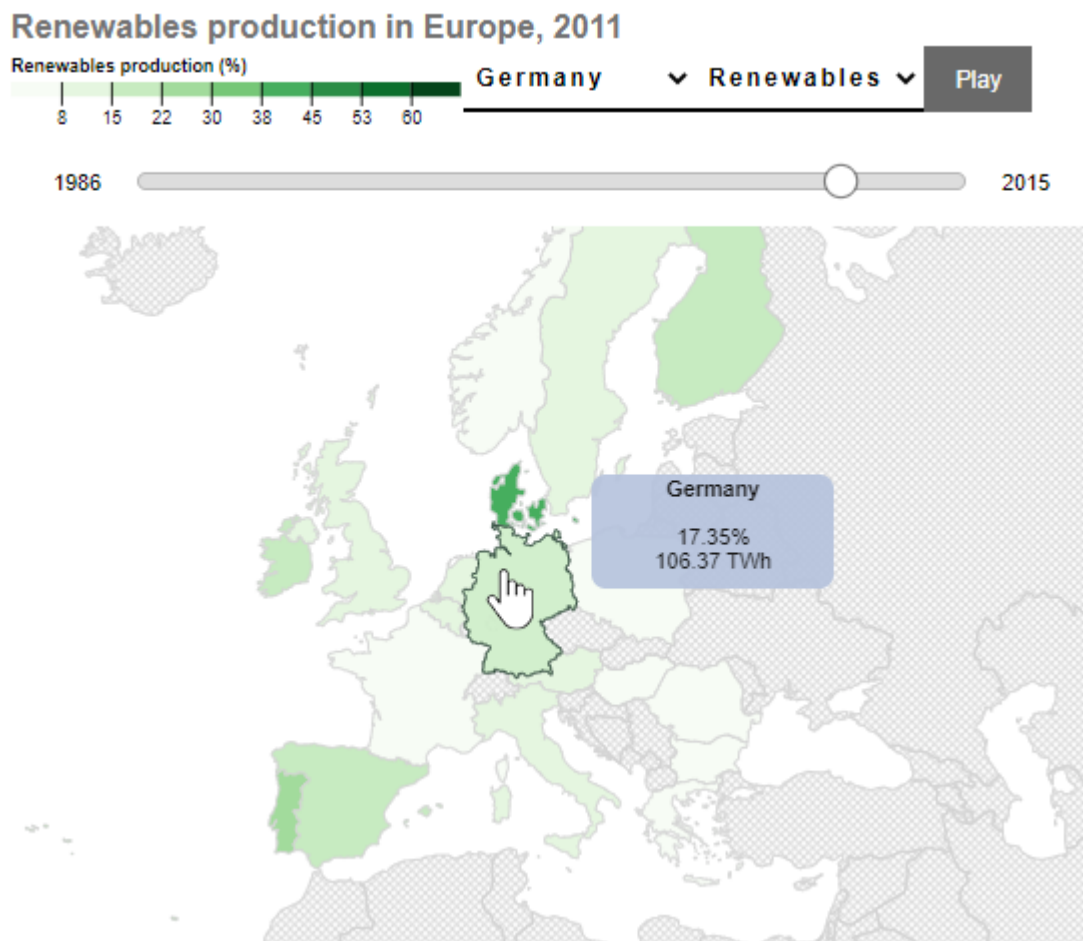 Renewables production in Europe, 2011
Renewables production (%)
8 15 22 30 38 45 53 60
Germany
Renewables
Play
1986
2015
Germany
17.35%
106.37 TWh